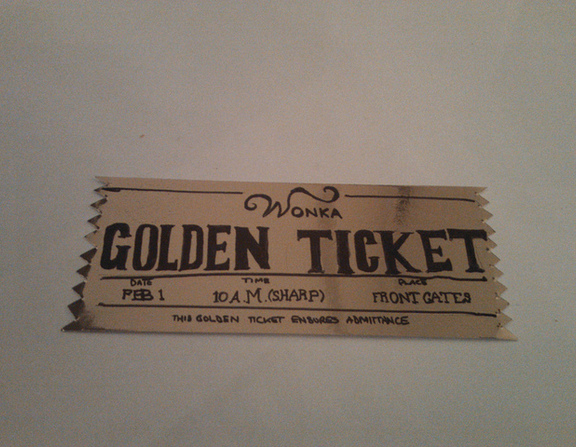 WONKA
GOLDEN TICKET
DATE TIME PLACE
FEB 1 10 A.M. (SHARP) FRONT GATES
THIS GOLDEN TICKET ENSURES ADMITTANCE